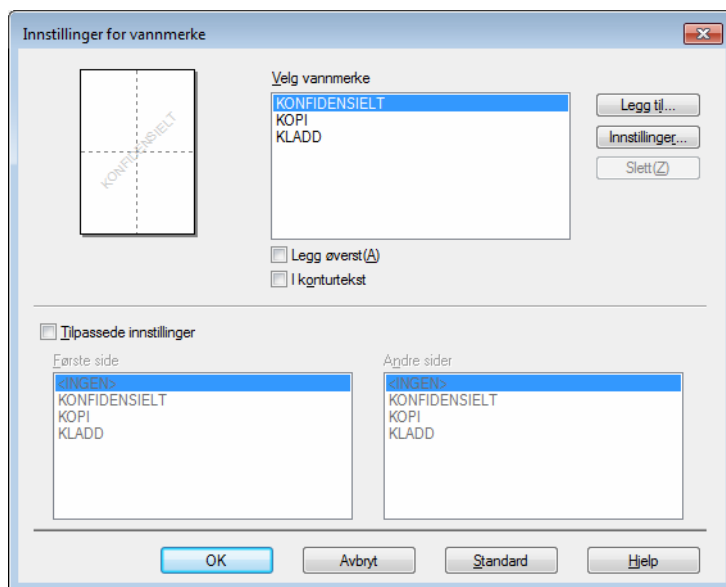 Innstillinger for vannmerke
Velg vannmerke
KONFIDENSIELT
KONFIDENSIELT
KOPI
KLADD
Legg til...
Innstillinger...
Slett(Z)
Legg øverst(A)
I konturtekst
Tilpassede innstillinger
Første side
<INGEN>
KONFIDENSIELT
KOPI
KLADD
Andre sider
<INGEN>
KONFIDENSIELT
KOPI
KLADD
OK
Avbryt
Standard
Hjelp